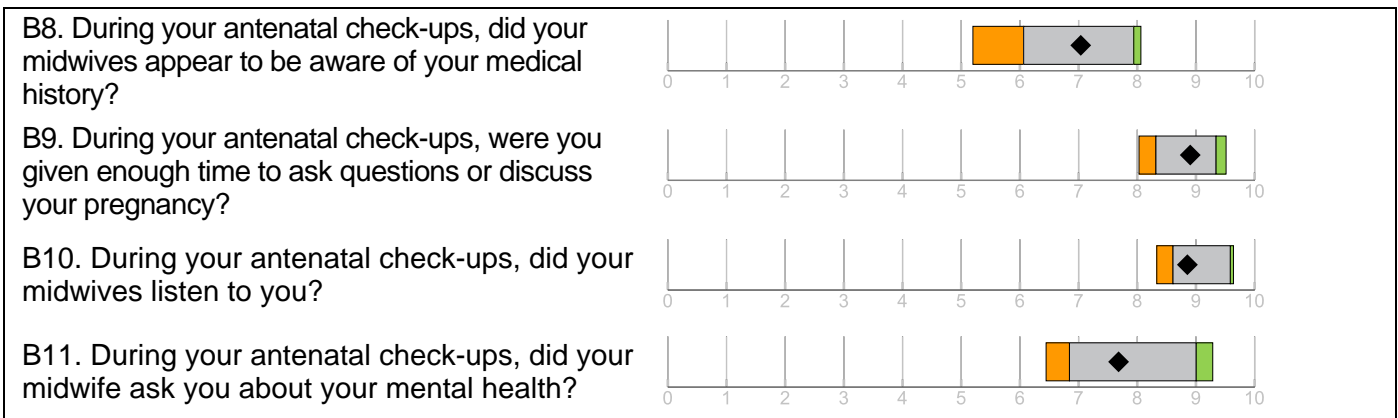 B8. During your antenatal check-ups, did your
midwives appear to be aware of your medical
history?
0 1 2 3 4 5 6 7 8 9 10
B9. During your antenatal check-ups, were you
given enough time to ask questions or discuss
your pregnancy?
0 1 2 3 4 5 6 7 8 9 10
B10. During your antenatal check-ups, did your
midwives listen to you?
0 1 2 3 4 5 6 7 8 9 10
B11. During your antenatal check-ups, did your
midwife ask you about your mental health?
0 1 2 3 4 5 6 7 8 9 10